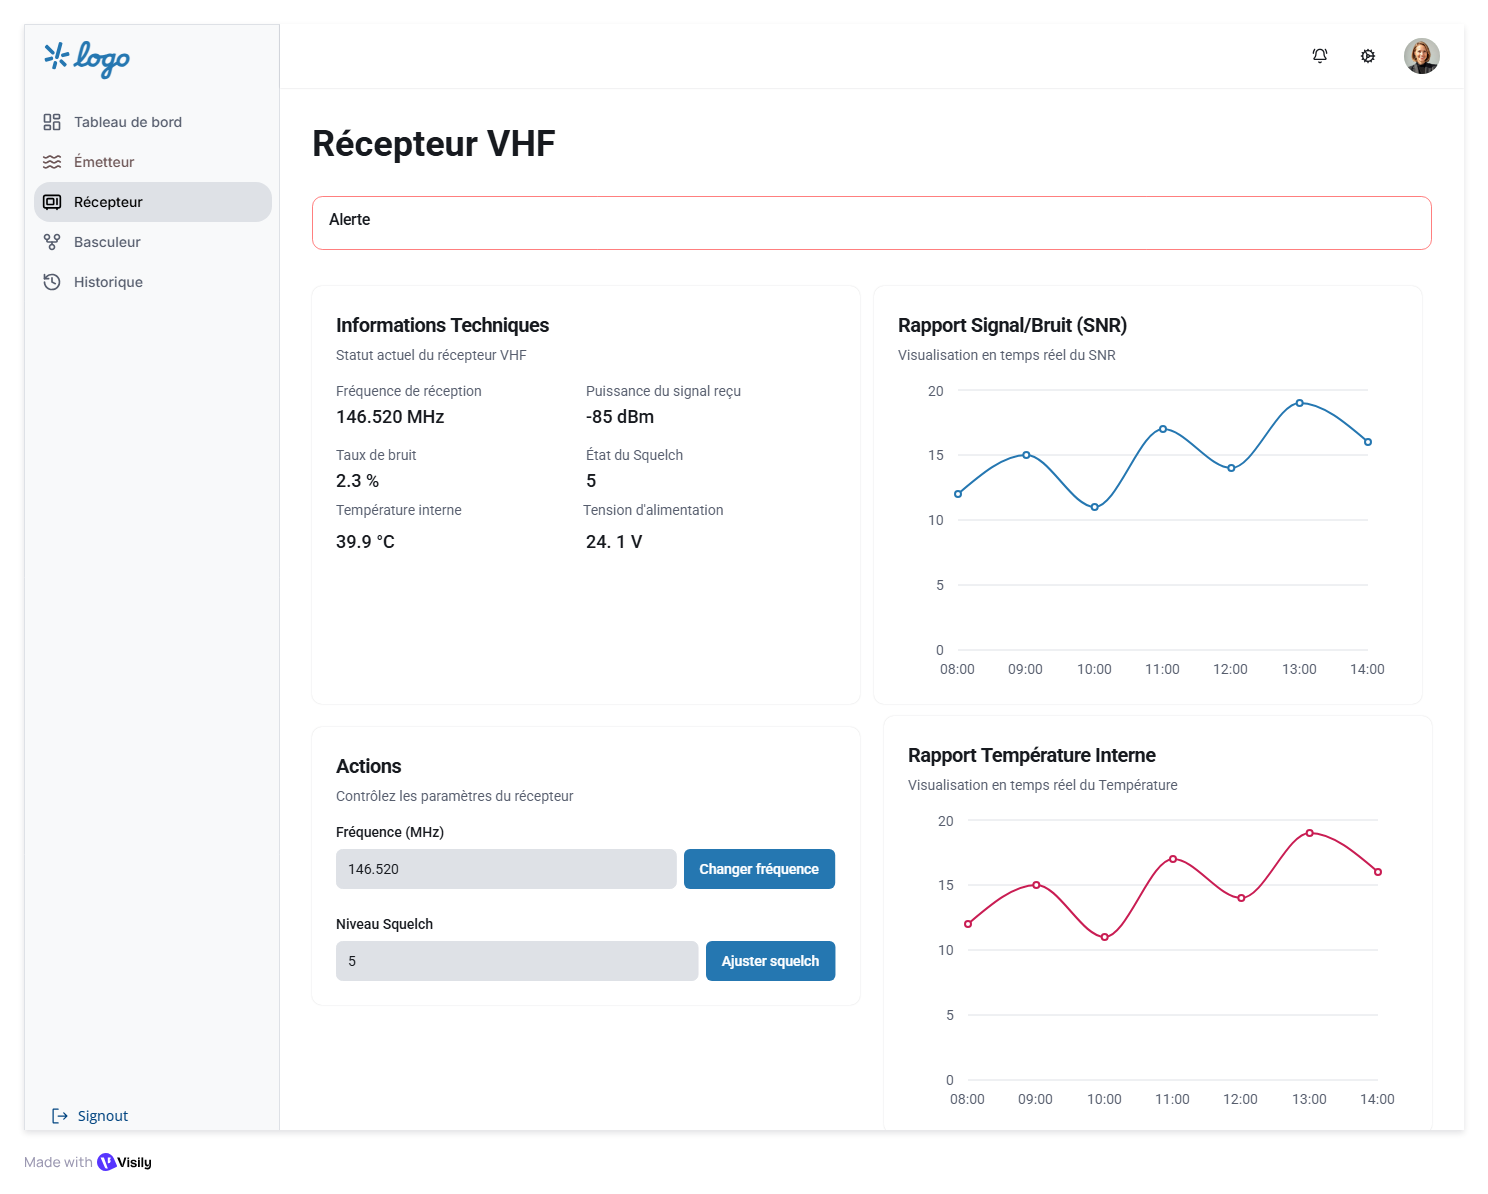 logo
Tableau de bord
Émetteur
Récepteur
Basculeur
Historique
Signout
Récepteur VHF
Alerte
Informations Techniques
Statut actuel du récepteur VHF
Fréquence de réception
146.520 MHz
Puissance du signal reçu
-85 dBm
Taux de bruit
2.3 %
État du Squelch
5
Température interne
39.9 °C
Tension d'alimentation
24. 1 V
Rapport Signal/Bruit (SNR)
Visualisation en temps réel du SNR
20
15
10
5
0
08:00 09:00 10:00 11:00 12:00 13:00 14:00
Actions
Contrôlez les paramètres du récepteur
Fréquence (MHz)
146.520
Changer fréquence
Niveau Squelch
5
Ajuster squelch
Rapport Température Interne
Visualisation en temps réel du Température
20
15
10
5
0
08:00 09:00 10:00 11:00 12:00 13:00 14:00
Made with Visily